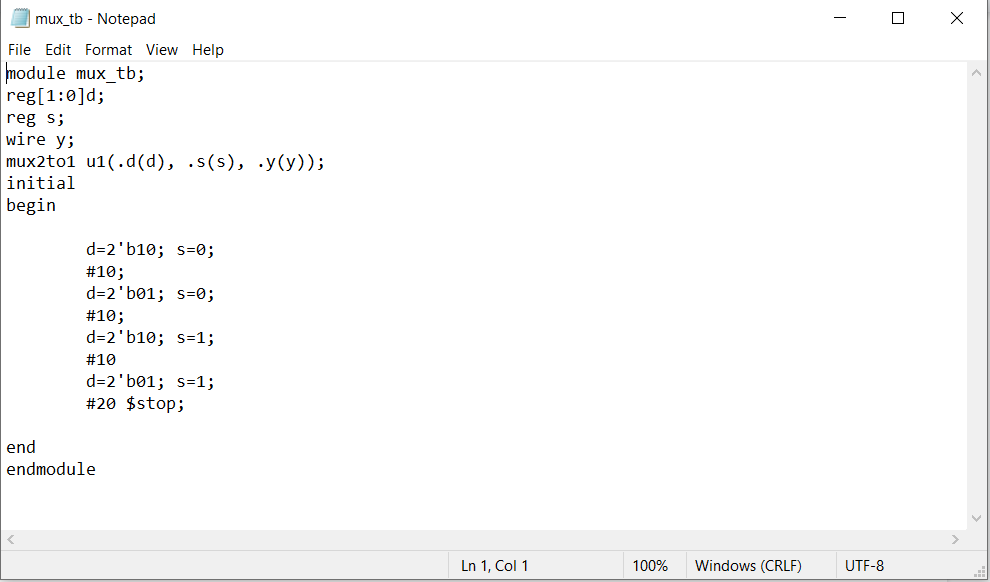 mux_tb - Notepad
File Edit Format View Help
module mux_tb;
reg[1:0]d;
reg s;
wire y;
mux2to1 u1(.d(d), .s(s), .y(y));
initial
begin
d=2'b10; s=0;
#10;
d=2'b01; s=0;
#10;
d=2'b10; s=1;
#10
d=2'b01; s=1;
#20 $stop;
end
endmodule
Ln 1, Col 1 100% Windows (CRLF) UTF-8